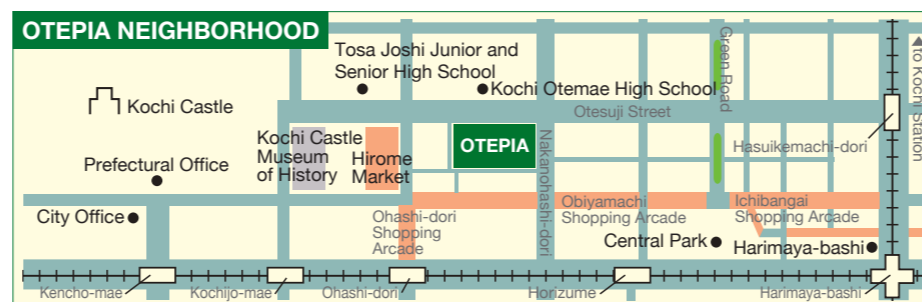 OTEPIA NEIGHBORHOOD
Tosa Joshi Junior and
Senior High School
Kochi Otemae High School
Green Road
to Kochi Station
Kochi Castle
Otesuji Street
Kochi Castle
Museum
of History
Hirome
Market
OTEPIA
Nakanohashi-dori
Hasuikemachi-dori
Prefectural Office
City Office
Ohashi-dori
Shopping
Arcade
Obiyamachi
Shopping Arcade
Ichibangai
Shopping Arcade
Central Park
Harimaya-bashi
Kencho-mae
Kochijo-mae
Ohashi-dori
Horizume
Harimaya-bashi